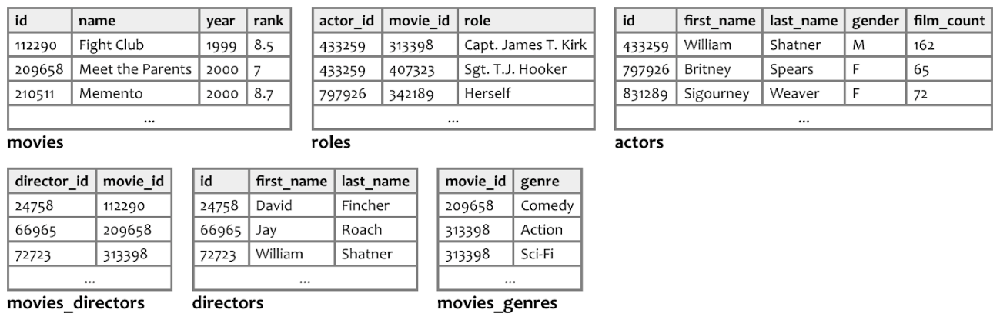 id name year rank
112290 Fight Club 1999 8.5
209658 Meet the Parents 2000 7
210511 Memento 2000 8.7
...
movies
actor_id movie_id role
433259 313398 Capt. James T. Kirk
433259 407323 Sgt. T.J. Hooker
797926 342189 Herself
...
roles
id first_name last_name gender film_count
433259 William Shatner M 162
797926 Britney Spears F 65
831289 Sigourney Weaver F 72
...
actors
director_id movie_id
24758 112290
66965 209658
72723 313398
...
movies_directors
id first_name last_name
24758 David Fincher
66965 Jay Roach
72723 William Shatner
...
directors
movie_id genre
209658 Comedy
313398 Action
313398 Sci-Fi
...
movies_genres